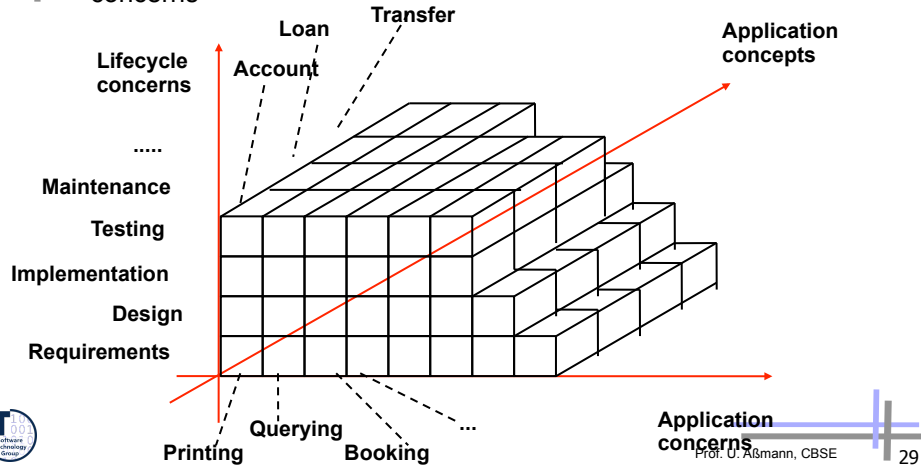 concerns
Transfer
Loan
Application
concepts
Lifecycle
concerns
Account
.....
Maintenance
Testing
Implementation
Design
Requirements
...
Querying
Printing
Booking
Application
concerns
Prof. U. Aßmann, CBSE
29